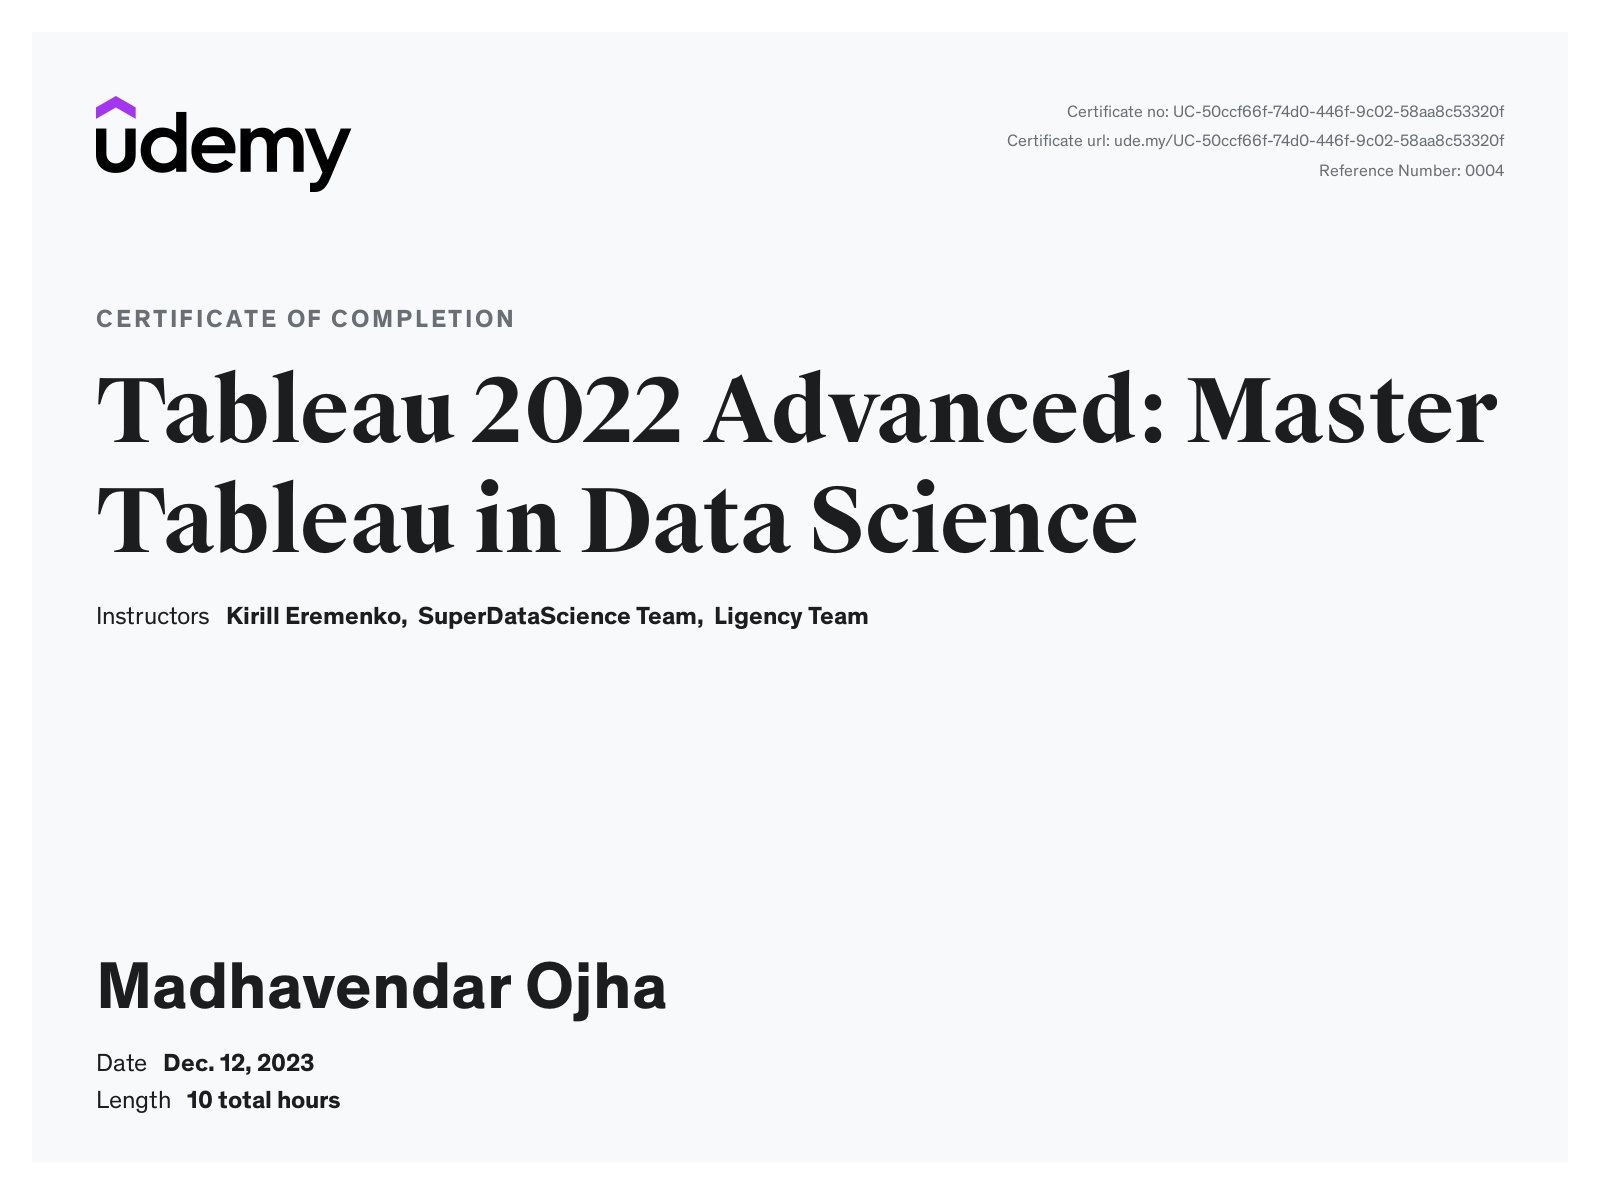 udemy
Certificate no: UC-50ccf66f-74d0-446f-9c02-58aa8c53320f
Certificate url: ude.my/UC-50ccf66f-74d0-446f-9c02-58aa8c53320f
Reference Number: 0004
CERTIFICATE OF COMPLETION
Tableau 2022 Advanced: Master
Tableau in Data Science
Instructors Kirill Eremenko, SuperDataScience Team, Ligency Team
Madhavendar Ojha
Date Dec. 12, 2023
Length 10 total hours